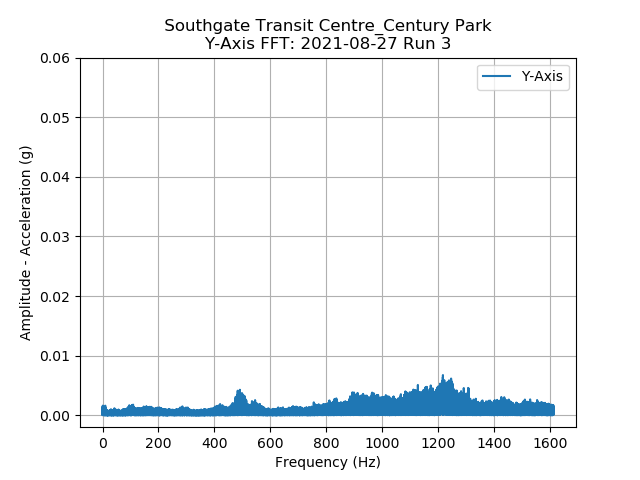 Southgate Transit Centre_Century Park
Y-Axis FFT: 2021-08-27 Run 3
Y-Axis
0.06
0.05
0.04
0.03
0.02
0.01
0.00
Amplitude - Acceleration (g)
0 200 400 600 800 1000 1200 1400 1600
Frequency (Hz)